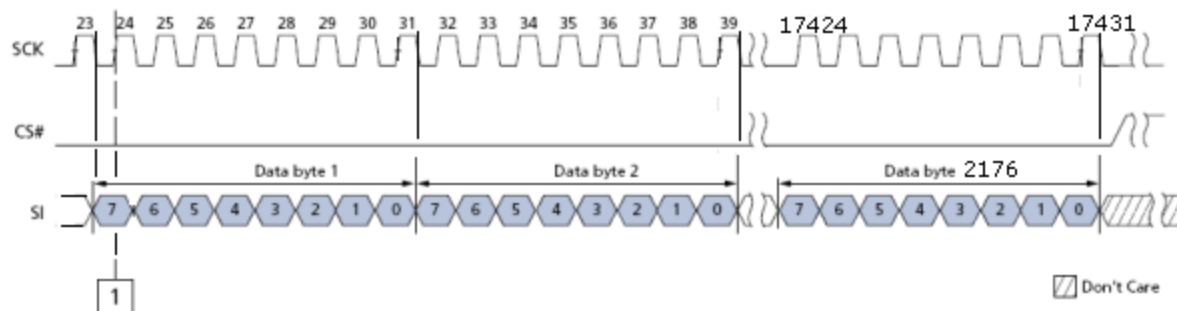 23 24 25 26 27 28 29 30 31 32 33 34 35 36 37 38 39 17424 17431
SCK
CS#
Data byte 1 Data byte 2 Data byte 2176
SI 7 6 5 4 3 2 1 0 7 6 5 4 3 2 1 0 7 6 5 4 3 2 1 0
1 Don't Care